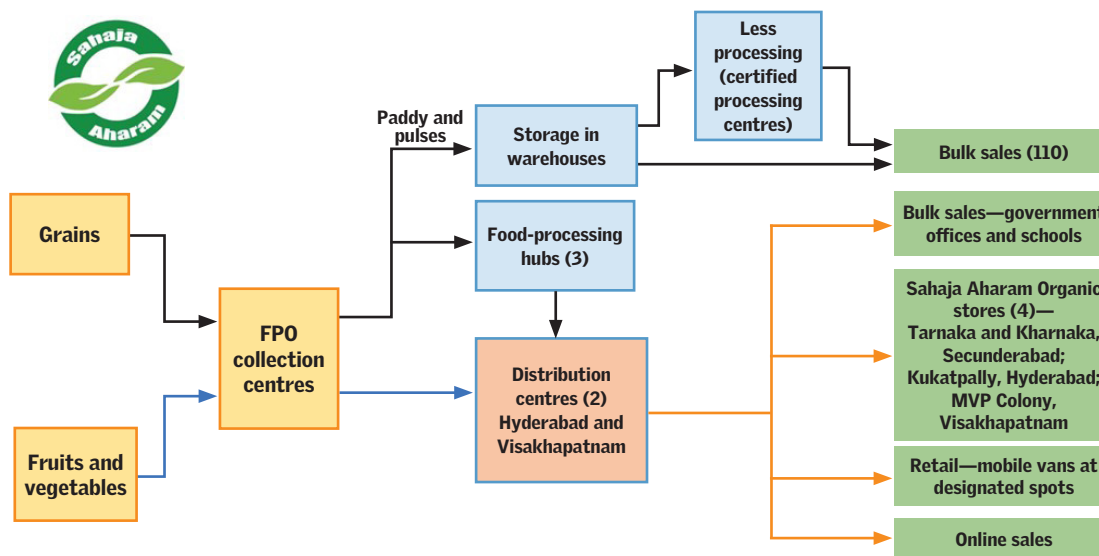 Sahaja
Aharam
Grains
Fruits and
vegetables
FPO
collection
centres
Paddy and
pulses
Storage in
warehouses
Less
processing
(certified
processing
centres)
Food-processing
hubs (3)
Distribution
centres (2)
Hyderabad and
Visakhapatnam
Bulk sales (110)
Bulk sales—government
offices and schools
Sahaja Aharam Organic
stores (4)—
Tarnaka and Kharnaka,
Secunderabad;
Kukatpally, Hyderabad;
MVP Colony,
Visakhapatnam
Retail—mobile vans at
designated spots
Online sales